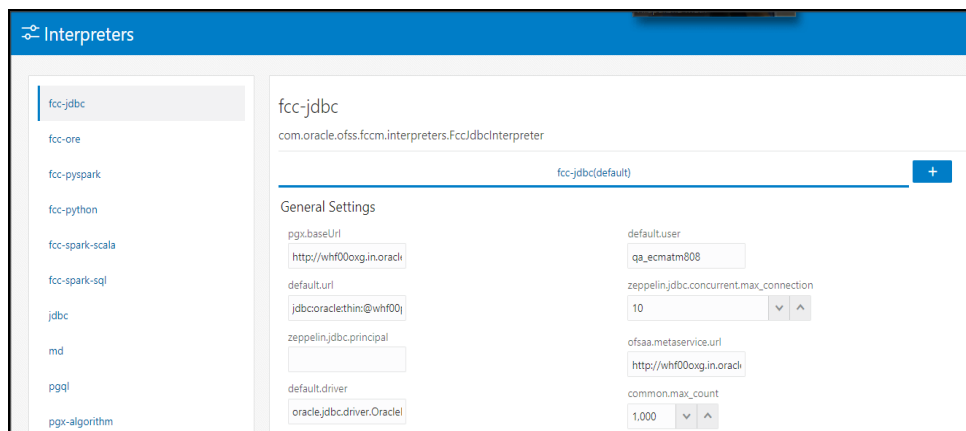 Interpreters
fcc-jdbc
fcc-ore
fcc-pyspark
fcc-python
fcc-spark-scala
fcc-spark-sql
jdbc
md
pgql
pgx-algorithm
fcc-jdbc
com.oracle.ofss.fccm.interpreters.FccJdbcInterpreter
fcc-jdbc(default)
+
General Settings
pgx.baseUrl
http://whf00oxg.in.oracl
default.user
qa_ecmatm808
default.url
jdbc:oracle:thin:@whf00
zeppelin.jdbc.concurrent.max_connection
10
zeppelin.jdbc.principal
ofsaa.metaservice.url
http://whf00oxg.in.oracl
default.driver
oracle.jdbc.driver.Oracle
common.max_count
1,000